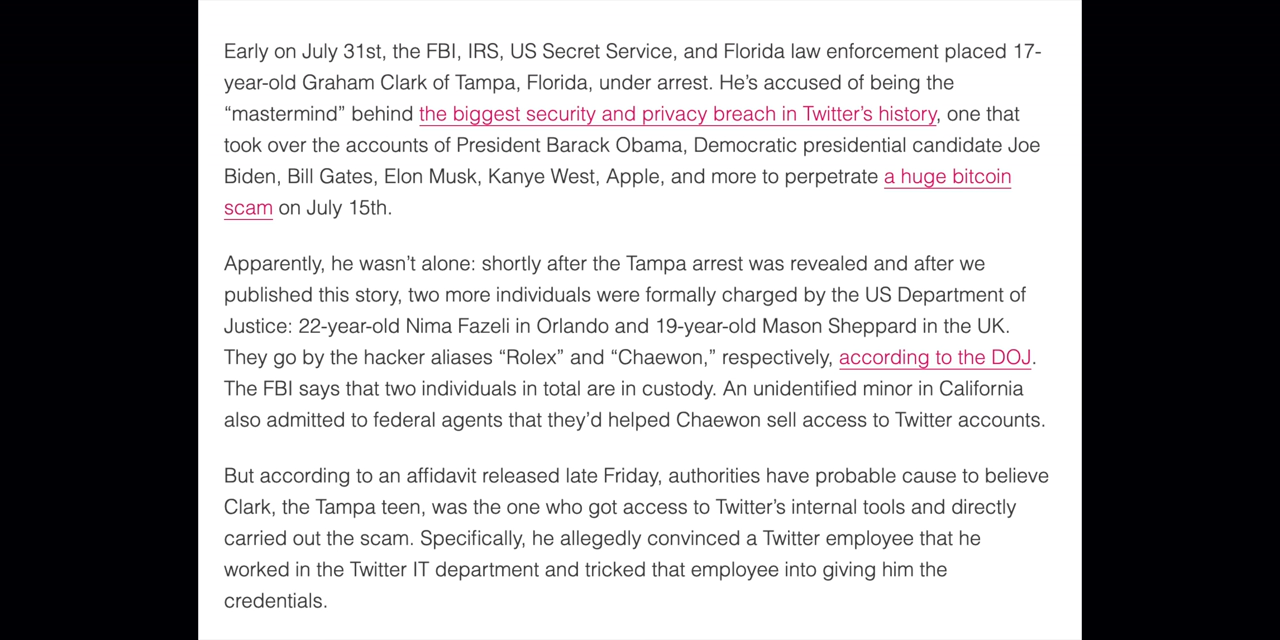 Early on July 31st, the FBI, IRS, US Secret Service, and Florida law enforcement placed 17-
year-old Graham Clark of Tampa, Florida, under arrest. He’s accused of being the
“mastermind” behind the biggest security and privacy breach in Twitter’s history, one that
took over the accounts of President Barack Obama, Democratic presidential candidate Joe
Biden, Bill Gates, Elon Musk, Kanye West, Apple, and more to perpetrate a huge bitcoin
scam on July 15th.
Apparently, he wasn’t alone: shortly after the Tampa arrest was revealed and after we
published this story, two more individuals were formally charged by the US Department of
Justice: 22-year-old Nima Fazeli in Orlando and 19-year-old Mason Sheppard in the UK.
They go by the hacker aliases “Rolex” and “Chaewon,” respectively, according to the DOJ.
The FBI says that two individuals in total are in custody. An unidentified minor in California
also admitted to federal agents that they’d helped Chaewon sell access to Twitter accounts.
But according to an affidavit released late Friday, authorities have probable cause to believe
Clark, the Tampa teen, was the one who got access to Twitter’s internal tools and directly
carried out the scam. Specifically, he allegedly convinced a Twitter employee that he
worked in the Twitter IT department and tricked that employee into giving him the
credentials.